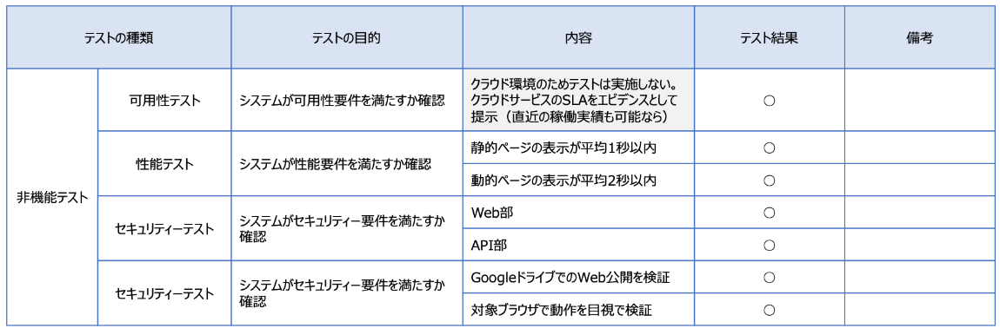 テストの種類
テストの目的
内容
テスト結果
備考
非機能テスト
可用性テスト
システムが可用性要件を満たすか確認
クラウド環境のためテストは実施しない。
クラウドサービスのSLAをエビデンスとして
提示（直近の稼働実績も可能なら）
○
性能テスト
システムが性能要件を満たすか確認
静的ページの表示が平均1秒以内
○
動的ページの表示が平均2秒以内
○
セキュリティーテスト
システムがセキュリティー要件を満たすか
確認
Web部
○
API部
○
セキュリティーテスト
システムがセキュリティー要件を満たすか
確認
GoogleドライブでのWeb公開を検証
○
対象ブラウザで動作を目視で検証
○